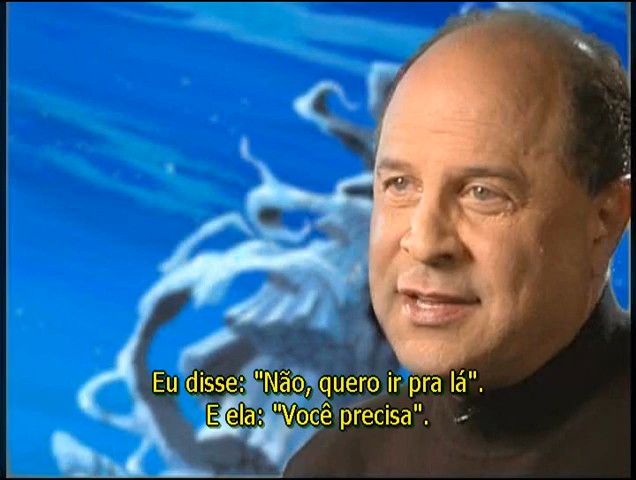 Eu disse: "Não, quero ir pra lá".
E ela: "Você precisa".